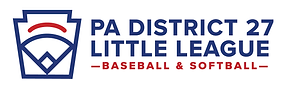 PA DISTRICT 27
LITTLE LEAGUE
—BASEBALL & SOFTBALL—